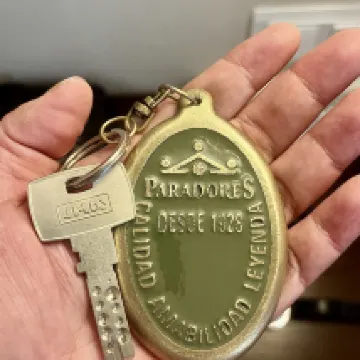 PARADORES
DESDE 1928
CALIDAD AMABILIDAD LEYENDA